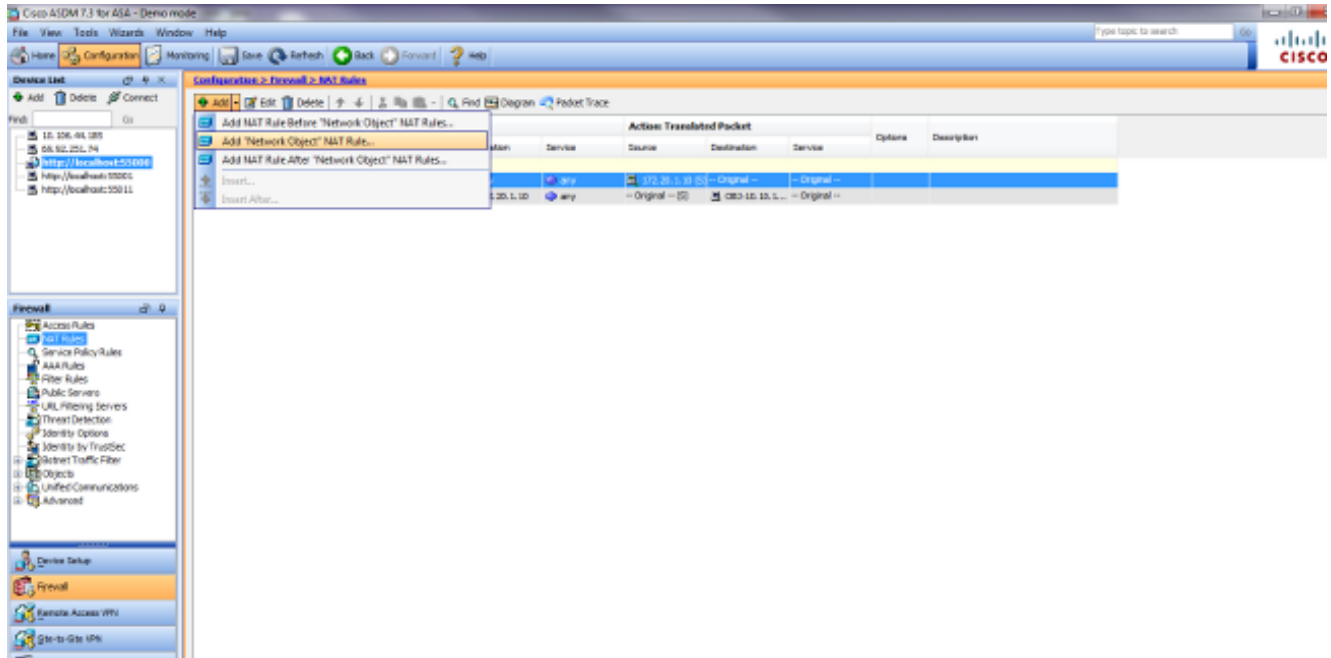 Cisco ASDM 7.3 for ASA - Demo mode
File View Tools Wizards Window Help
Type topic to search Go
Home Configuration Monitoring Save Refresh Back Forward Help
CISCO
Device List
Add Delete Connect
Find: Go
10.106.44.185
http://localhost:55000
http://localhost:55001
http://localhost:55011
Configuration > Firewall > NAT Rules
Add Edit Delete Find Diagram Packet Trace
Add NAT Rule Before "Network Object" NAT Rules...
Add "Network Object" NAT Rule...
Add NAT Rule After "Network Object" NAT Rules...
Insert...
Insert After...
Action: Translated Packet
Service Source Destination Service Options Description
any 172.20.1.10 (S) -- Original -- -- Original --
any -- Original -- (S) -- Original --
Firewall
Access Rules
NAT Rules
Service Policy Rules
AAA Rules
Filter Rules
Public Servers
URL Filtering Servers
Threat Detection
Identity Options
Identity by TrustSec
Botnet Traffic Filter
Objects
Unified Communications
Advanced
Device Setup
Firewall
Remote Access VPN
Site-to-Site VPN